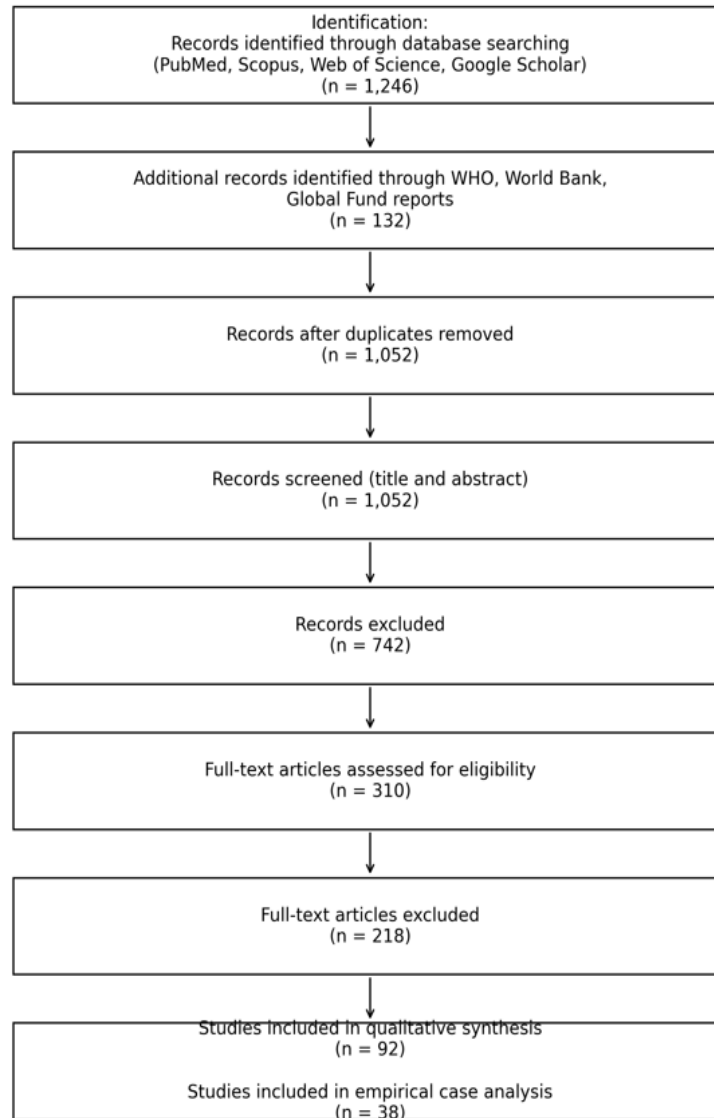 Identification:
Records identified through database searching
(PubMed, Scopus, Web of Science, Google Scholar)
(n = 1,246)
Additional records identified through WHO, World Bank,
Global Fund reports
(n = 132)
Records after duplicates removed
(n = 1,052)
Records screened (title and abstract)
(n = 1,052)
Records excluded
(n = 742)
Full-text articles assessed for eligibility
(n = 310)
Full-text articles excluded
(n = 218)
Studies included in qualitative synthesis
(n = 92)
Studies included in empirical case analysis
(n = 38)